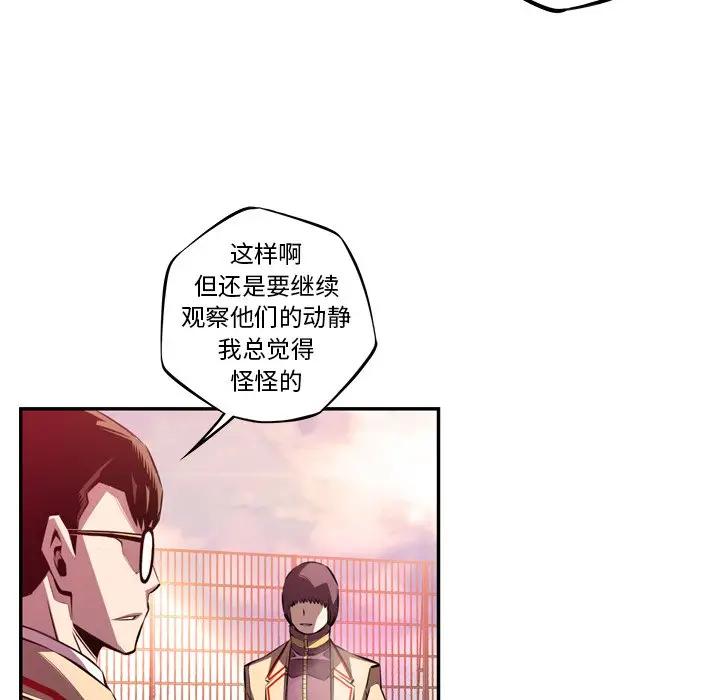 这样啊
但还是要继续
观察他们的动静
我总觉得
怪怪的